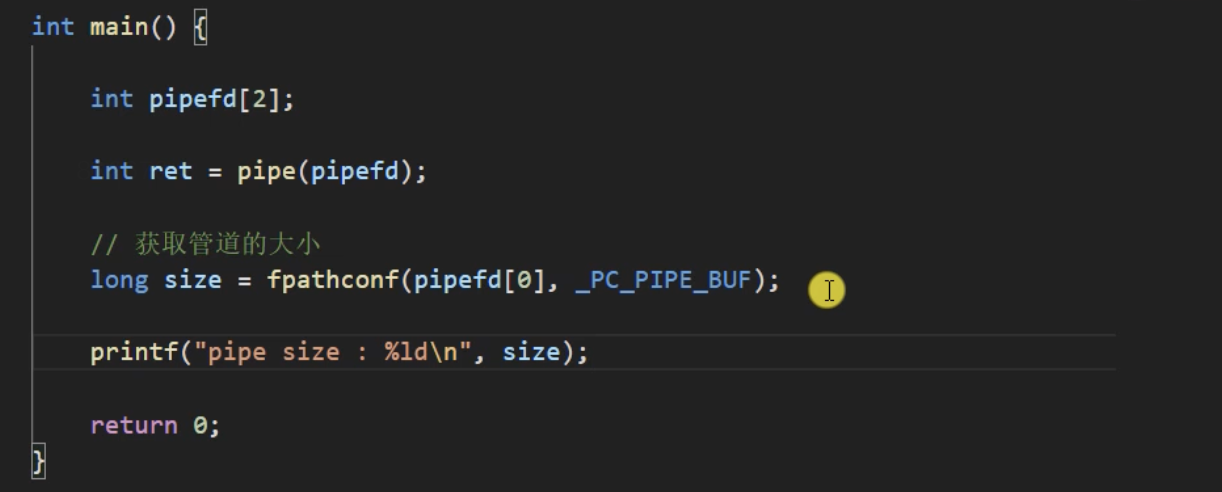 int main() {
int pipefd[2];
int ret = pipe(pipefd);
// 获取管道的大小
long size = fpathconf(pipefd[0], _PC_PIPE_BUF);
printf("pipe size : %ld\n", size);
return 0;
}